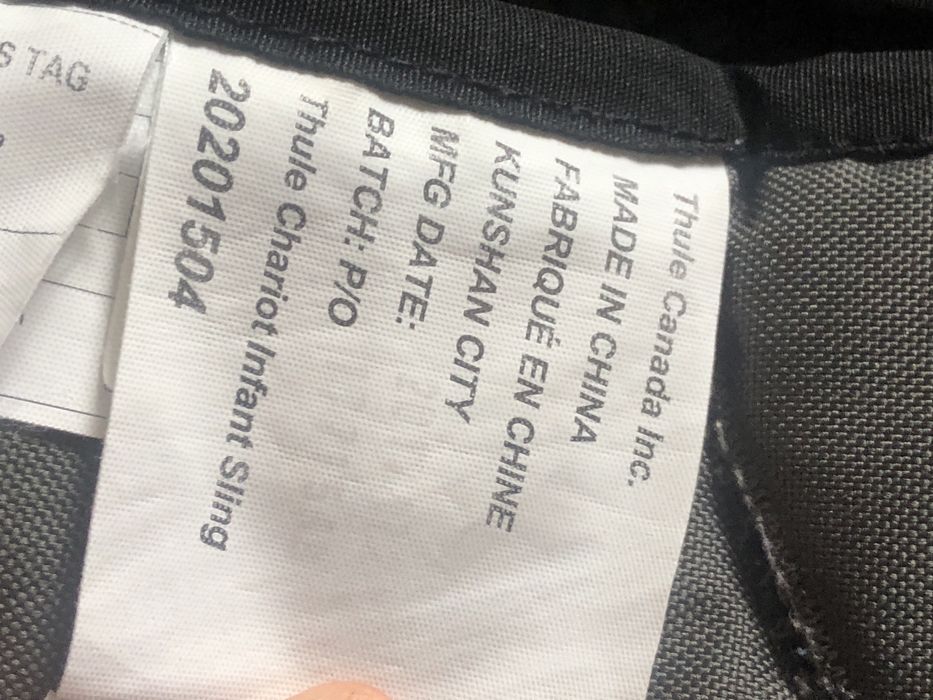 Thule Canada Inc.
MADE IN CHINA
FABRIQUÉ EN CHINE
KUNSHAN CITY
MFG DATE:
BATCH: P/O
Thule Chariot Infant Sling
20201504
TAG